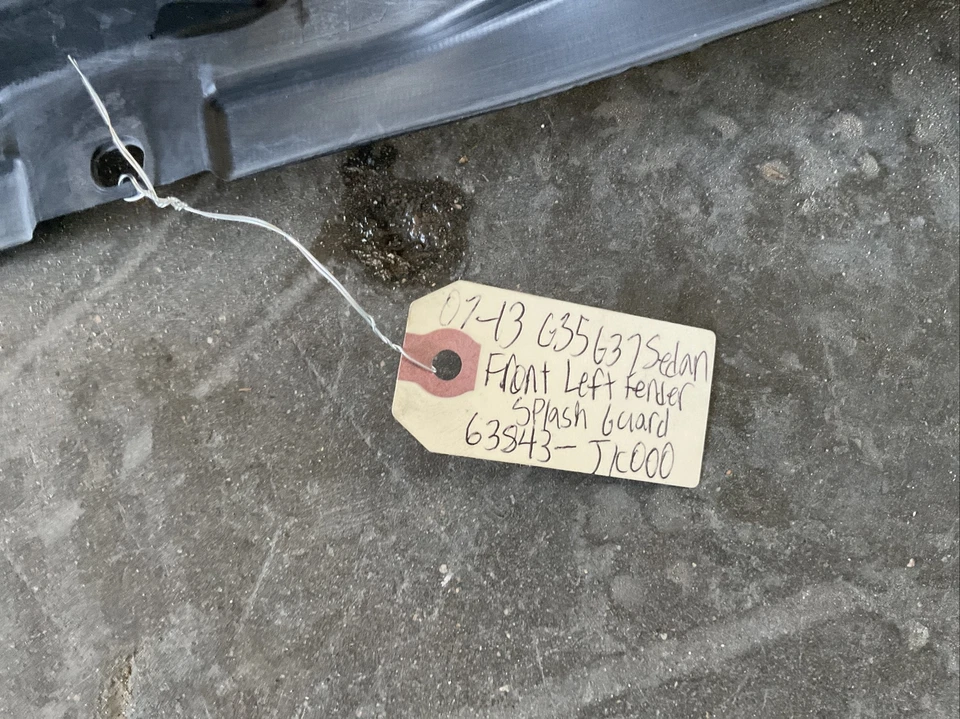 07-13 G35 G37 Sedan
Front Left Fender
Splash Guard
63843-JK000